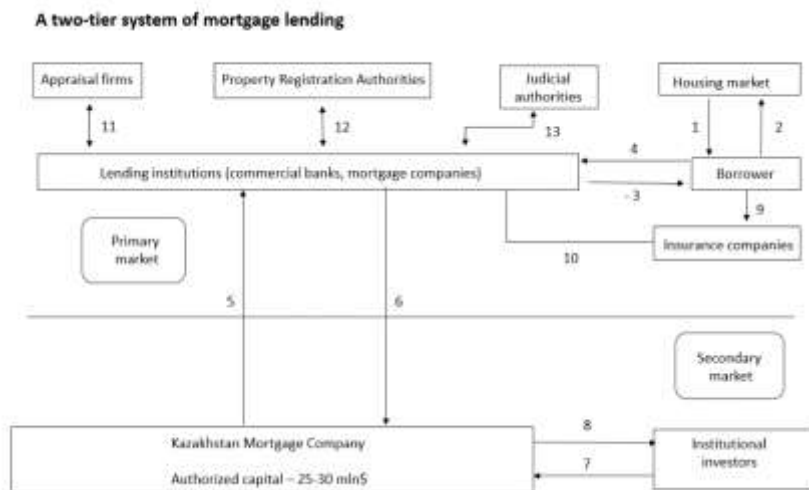 A two-tier system of mortgage lending
Appraisal firms
Property Registration Authorities
Judicial
authorities
Housing market
11
12
13
1
2
Lending institutions (commercial banks, mortgage companies)
4
- 3
Borrower
9
Primary
market
10
Insurance companies
5
6
Secondary
market
Kazakhstan Mortgage Company
Authorized capital – 25-30 mln$
8
7
Institutional
investors